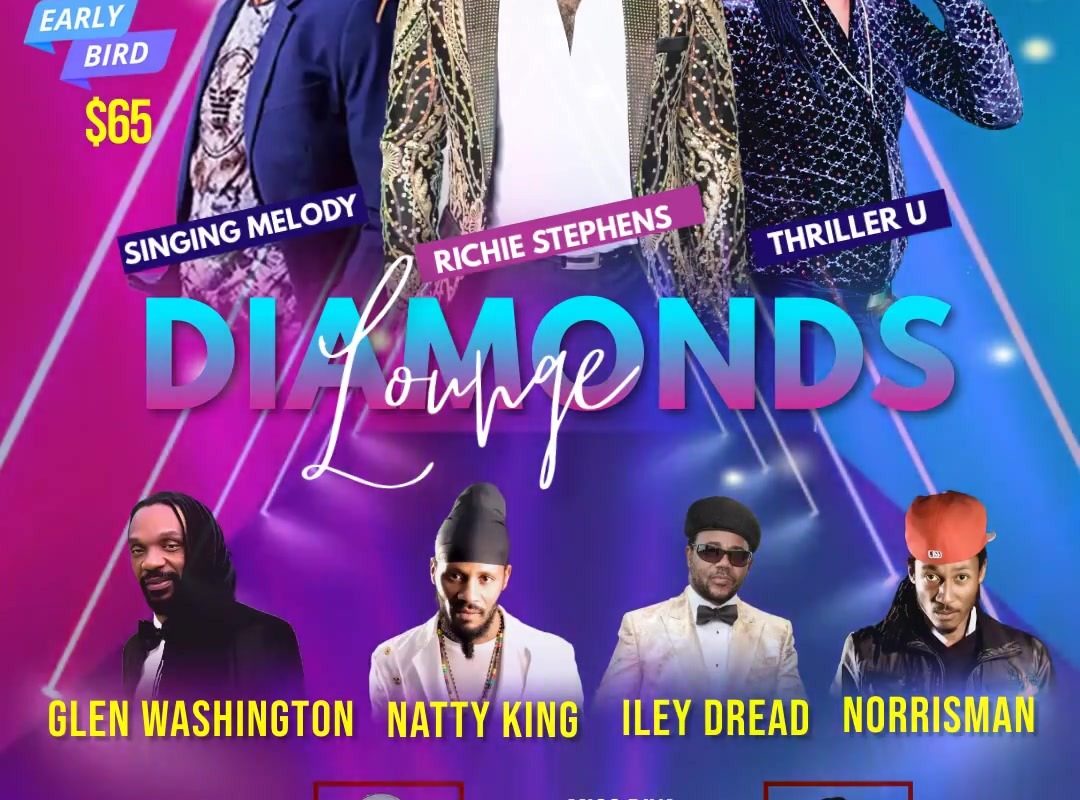 EARLY
BIRD
$65
SINGING MELODY
RICHIE STEPHENS
THRILLER U
DIAMONDS
Lounge
GLEN WASHINGTON
NATTY KING
ILEY DREAD
NORRISMAN